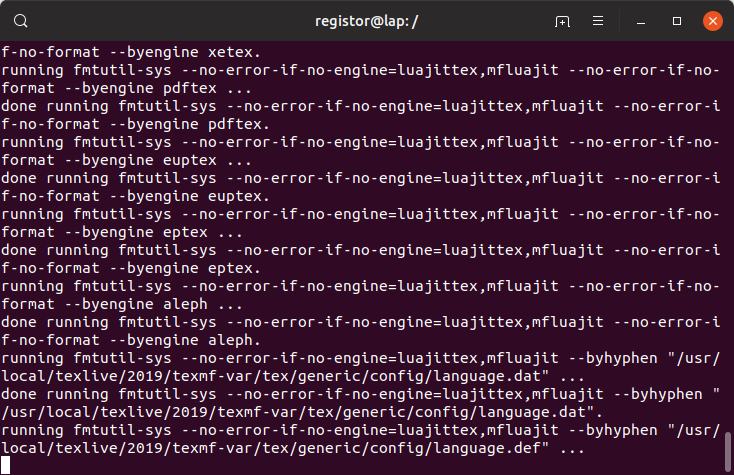 registor@lap: /
f-no-format --byengine xetex.
running fmtutil-sys --no-error-if-no-engine=luajittex,mfluajit --no-error-if-no-
format --byengine pdftex ...
done running fmtutil-sys --no-error-if-no-engine=luajittex,mfluajit --no-error-i
f-no-format --byengine pdftex.
running fmtutil-sys --no-error-if-no-engine=luajittex,mfluajit --no-error-if-no-
format --byengine euptex ...
done running fmtutil-sys --no-error-if-no-engine=luajittex,mfluajit --no-error-i
f-no-format --byengine euptex.
running fmtutil-sys --no-error-if-no-engine=luajittex,mfluajit --no-error-if-no-
format --byengine eptex ...
done running fmtutil-sys --no-error-if-no-engine=luajittex,mfluajit --no-error-i
f-no-format --byengine eptex.
running fmtutil-sys --no-error-if-no-engine=luajittex,mfluajit --no-error-if-no-
format --byengine aleph ...
done running fmtutil-sys --no-error-if-no-engine=luajittex,mfluajit --no-error-i
f-no-format --byengine aleph.
running fmtutil-sys --no-error-if-no-engine=luajittex,mfluajit --byhyphen "/usr/
local/texlive/2019/texmf-var/tex/generic/config/language.dat" ...
done running fmtutil-sys --no-error-if-no-engine=luajittex,mfluajit --byhyphen "
/usr/local/texlive/2019/texmf-var/tex/generic/config/language.dat".
running fmtutil-sys --no-error-if-no-engine=luajittex,mfluajit --byhyphen "/usr/
local/texlive/2019/texmf-var/tex/generic/config/language.def" ...